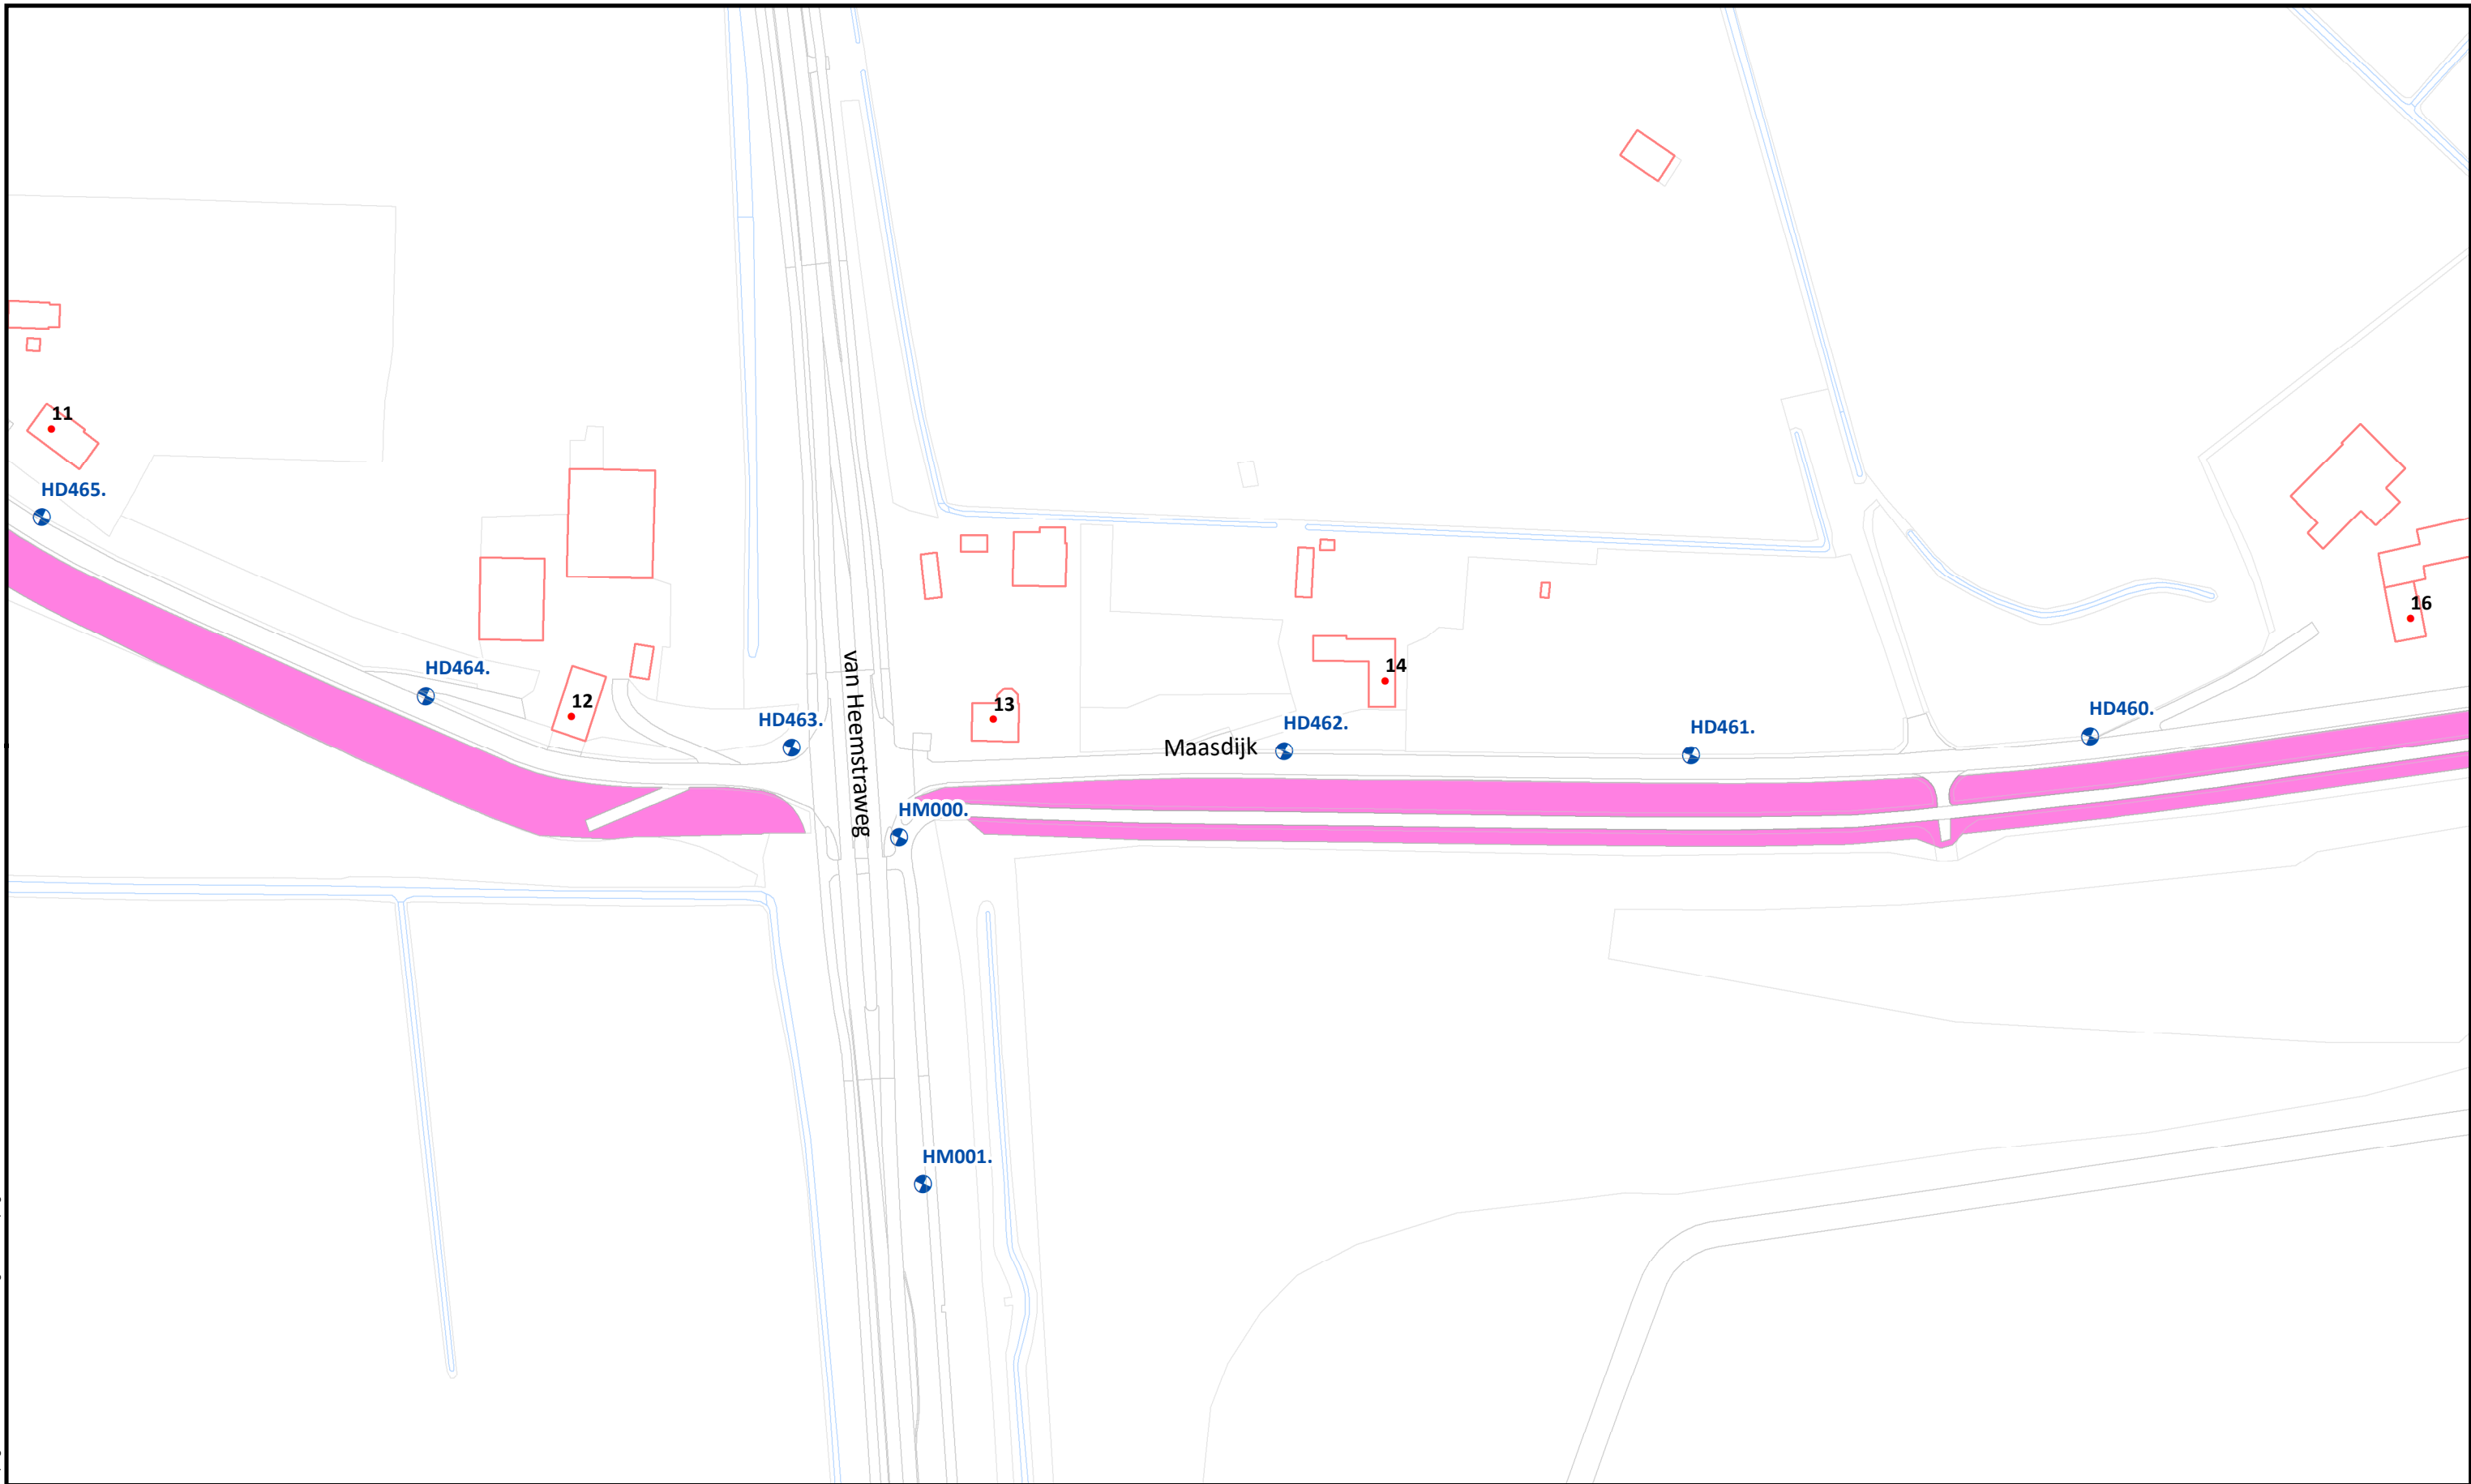 11
HD465.
HD464.
12
HD463.
van Heemstraweg
13
14
16
HD462.
HD461.
HD460.
Maasdijk
HM000.
HM001.